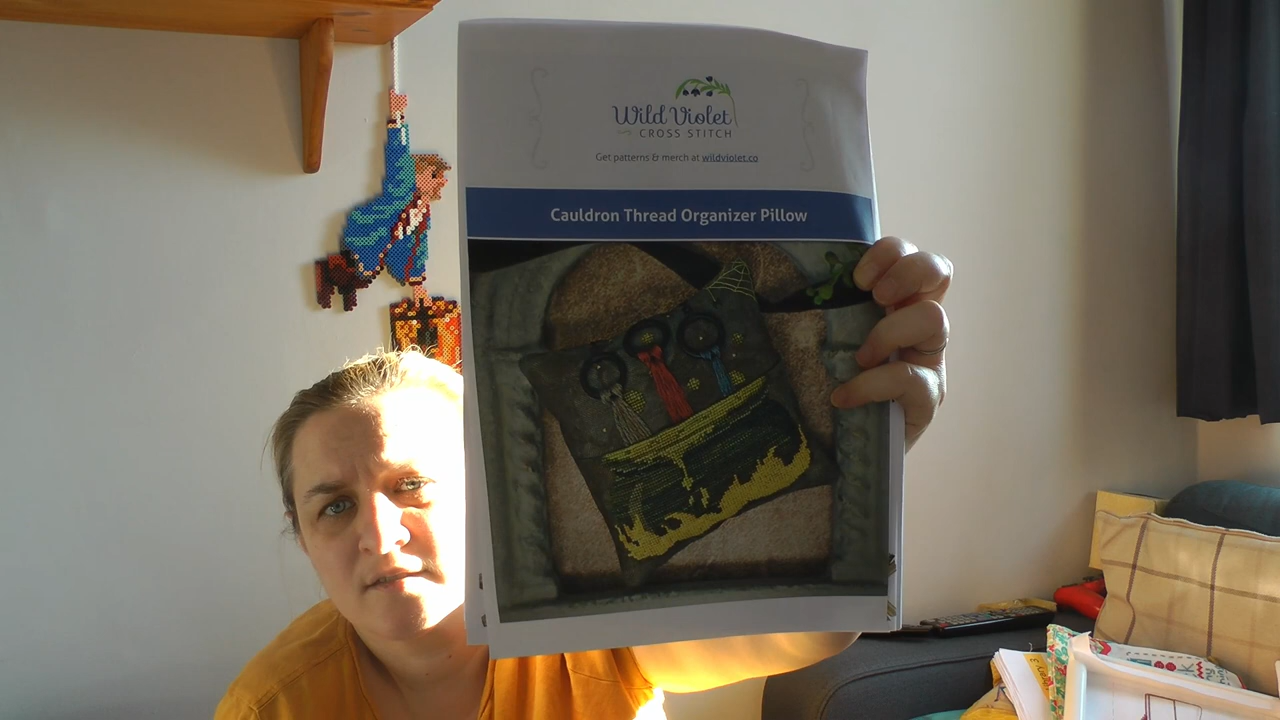 Wild Violet
CROSS STITCH
Get patterns & merch at wildviolet.co
Cauldron Thread Organizer Pillow